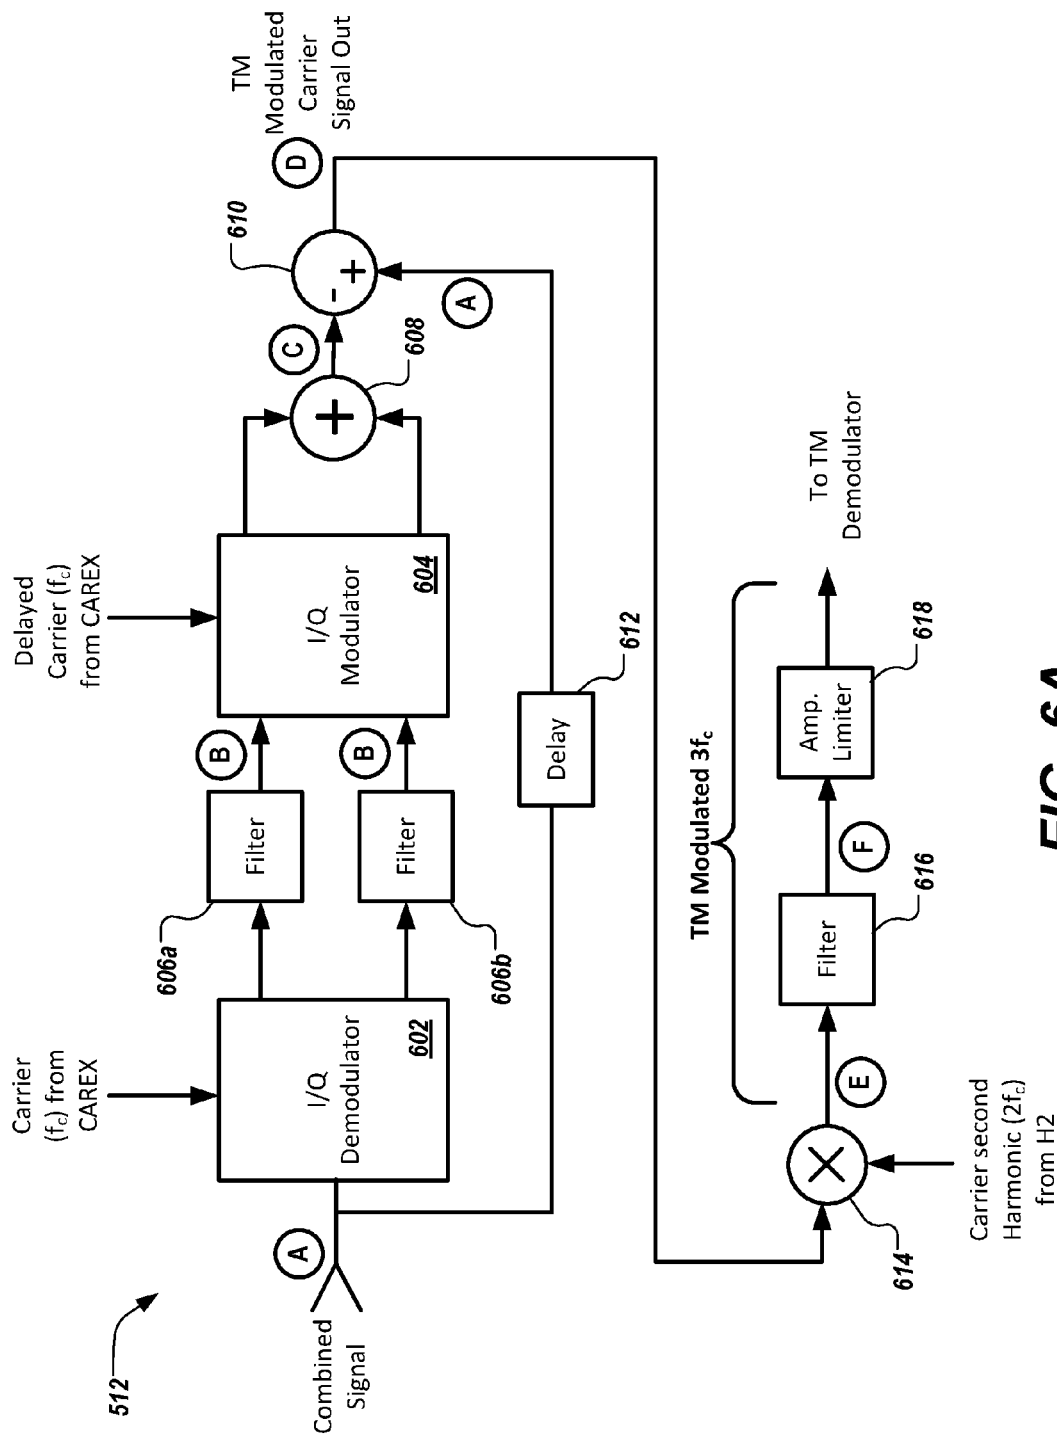 512
Combined
Signal
A
Carrier
(fc) from
CAREX
I/Q
Demodulator
602
606a
Filter
B
606b
Filter
B
Delayed
Carrier (fc)
from CAREX
I/Q
Modulator
604
Delay
612
C
+
608
610
-
+
A
D
TM
Modulated
Carrier
Signal Out
614
Carrier second
Harmonic (2fc)
from H2
E
TM Modulated 3fc
Filter
616
F
Amp.
Limiter
618
To TM
Demodulator
FIG. 6A